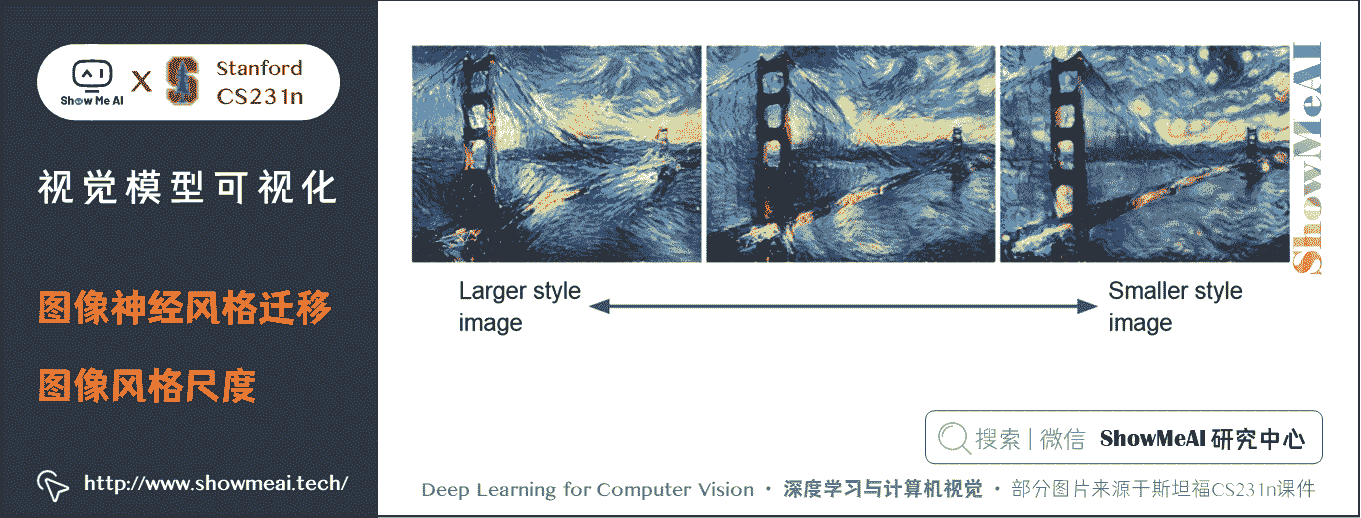 Show Me AI
X
Stanford
CS231n
视觉模型可视化
图像神经风格迁移
图像风格尺度
http://www.showmeai.tech/
ShowMeAI
Larger style
image
Smaller style
image
搜索 | 微信 ShowMeAI 研究中心
Deep Learning for Computer Vision · 深度学习与计算机视觉 · 部分图片来源于斯坦福CS231n课件